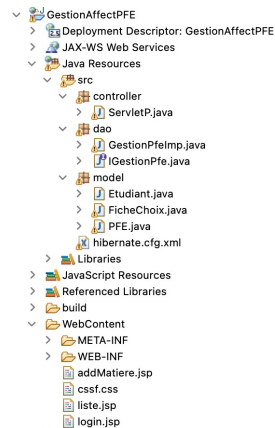 GestionAffectPFE
Deployment Descriptor: GestionAffectPFE
JAX-WS Web Services
Java Resources
src
controller
ServletP.java
dao
GestionPfeImp.java
IGestionPfe.java
model
Etudiant.java
FicheChoix.java
PFE.java
hibernate.cfg.xml
Libraries
JavaScript Resources
Referenced Libraries
build
WebContent
META-INF
WEB-INF
addMatiere.jsp
cssf.css
liste.jsp
login.jsp